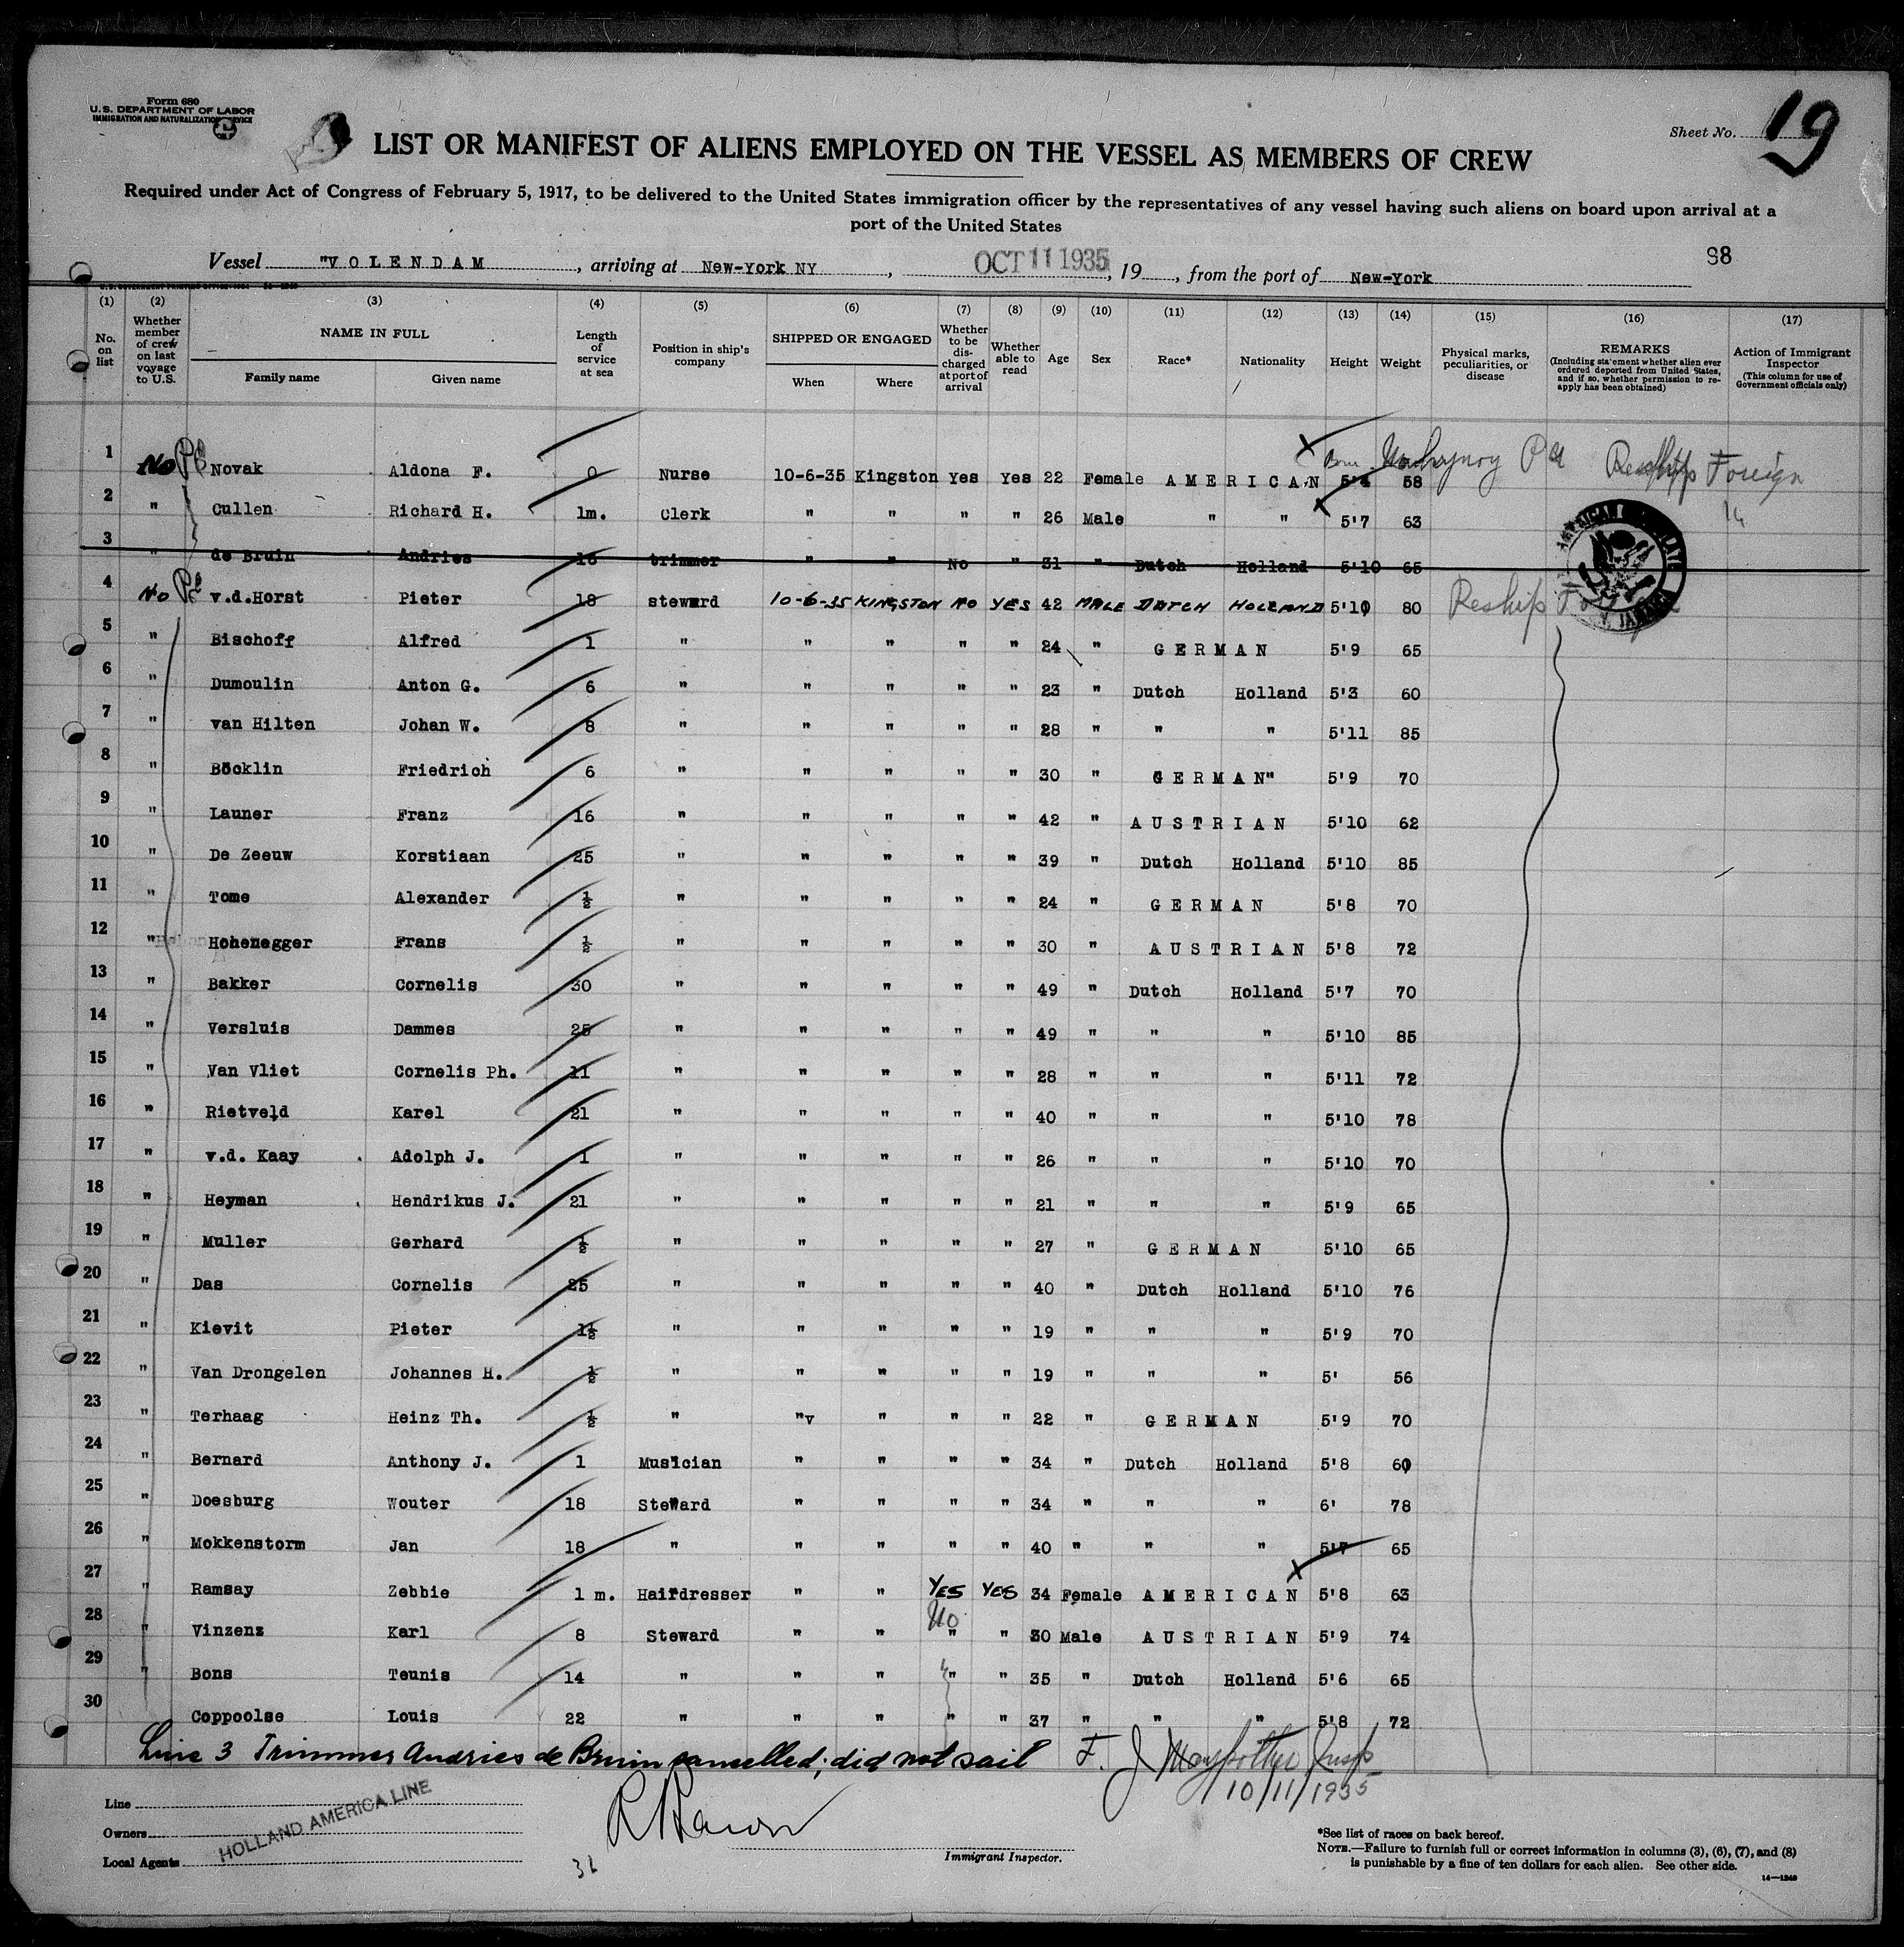 Form 680
U. S. DEPARTMENT OF LABOR
IMMIGRATION AND NATURALIZATION SERVICE
Sheet No. 19
LIST OR MANIFEST OF ALIENS EMPLOYED ON THE VESSEL AS MEMBERS OF CREW
Required under Act of Congress of February 5, 1917, to be delivered to the United States immigration officer by the representatives of any vessel having such aliens on board upon arrival at a
port of the United States
98
Vessel "VOLENDAM , arriving at New-York NY , OCT 11 1935, 19 , from the port of New-York
(1) (2) (3) (4) (5) (6) (7) (8) (9) (10) (11) (12) (13) (14) (15) (16) (17)
No. on list
Whether member of crew on last voyage to U.S.
NAME IN FULL
Family name
Given name
Length of service at sea
Position in ship's company
SHIPPED OR ENGAGED
When
Where
Whether to be discharged at port of arrival
Whether able to read
Age
Sex
Race*
Nationality
Height
Weight
Physical marks, peculiarities, or disease
REMARKS
(Including statement whether alien ever ordered deported from United States, and if so, whether permission to reapply has been obtained)
Action of Immigrant Inspector
(This column for use of Government officials only)
1 No Novak Aldona F. 0 Nurse 10-6-35 Kingston Yes Yes 22 Female AMERICAN 5'4 58 Born Pa Reshipp Foreign
2 " Cullen Richard H. 1m. Clerk " " " " 26 Male " " 5'7 63
3 " de Bruin Andries 18 trimmer " " No " 31 " Dutch Holland 5'10 65
4 No v.d.Horst Pieter 18 steward 10-6-35 KINGSTON NO YES 42 MALE DUTCH HOLLAND 5'10 80 Reship
5 " Bischoff Alfred 1 " " " " " 24 " GERMAN 5'9 65
6 " Dumoulin Anton G. 6 " " " " " 23 " Dutch Holland 5'3 60
7 " van Hilten Johan W. 8 " " " " " 28 " " " 5'11 85
8 " Böcklin Friedrich 6 " " " " " 30 " GERMAN" 5'9 70
9 " Launer Franz 16 " " " " " 42 " AUSTRIAN 5'10 62
10 " De Zeeuw Korstiaan 25 " " " " " 39 " Dutch Holland 5'10 85
11 " Tome Alexander ½ " " " " " 24 " GERMAN 5'8 70
12 " Hohenegger Frans ½ " " " " " 30 " AUSTRIAN 5'8 72
13 " Bakker Cornelis 30 " " " " " 49 " Dutch Holland 5'7 70
14 " Versluis Dammes 25 " " " " " 49 " " " 5'10 85
15 " Van Vliet Cornelis Ph. 11 " " " " " 28 " " " 5'11 72
16 " Rietveld Karel 21 " " " " " 40 " " " 5'10 78
17 " v.d. Kaay Adolph J. 1 " " " " " 26 " " " 5'10 70
18 " Heyman Hendrikus J. 21 " " " " " 21 " " " 5'9 65
19 " Muller Gerhard ½ " " " " " 27 " GERMAN 5'10 65
20 " Das Cornelis 25 " " " " " 40 " Dutch Holland 5'10 76
21 " Kievit Pieter 1½ " " " " " 19 " " " 5'9 70
22 " Van Drongelen Johannes H. ½ " " " " " 19 " " " 5' 56
23 " Terhaag Heinz Th. ½ " "v " " " 22 " GERMAN 5'9 70
24 " Bernard Anthony J. 1 Musician " " " " 34 " Dutch Holland 5'8 60
25 " Doesburg Wouter 18 Steward " " " " 34 " " " 6' 78
26 " Mokkenstorm Jan 18 " " " " " 40 " " " 5'7 65
27 " Ramsay Zebbie 1 m. Hairdresser " " YES YES 34 Female AMERICAN 5'8 63
28 " Vinzenz Karl 8 Steward " " No " " 30 Male AUSTRIAN 5'9 74
29 " Bons Teunis 14 " " " " " 35 " Dutch Holland 5'6 65
30 Coppoolse Louis 22 " " " " " 37 " " " 5'8 72
Line 3 Trimmer Andries de Bruin cancelled; did not sail F. J. Insp
10/11/1935
Line
Owners
Local Agents
HOLLAND AMERICA LINE
Immigrant Inspector.
*See list of races on back hereof.
NOTE.—Failure to furnish full or correct information in columns (3), (6), (7), and (8)
is punishable by a fine of ten dollars for each alien. See other side.
14—1240